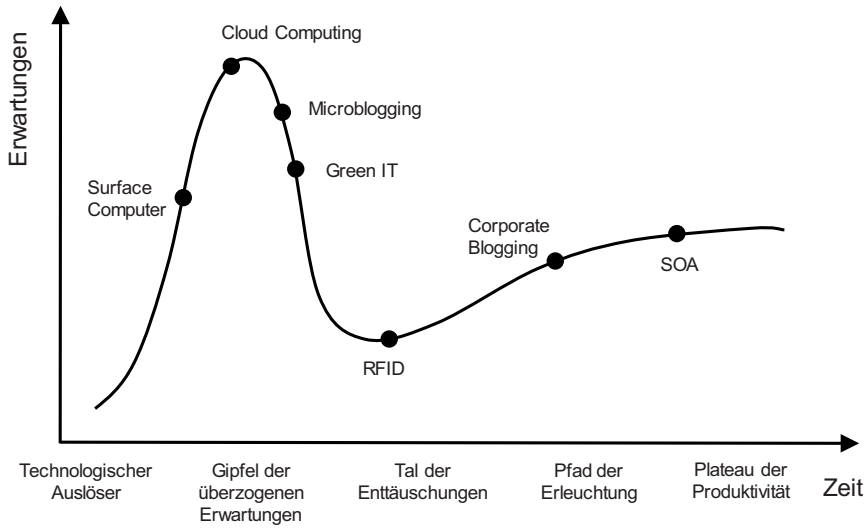 Cloud Computing
Erwartungen
Microblogging
Green IT
Surface
Computer
Corporate
Blogging
SOA
RFID
Technologischer
Auslöser
Gipfel der
überzogenen
Erwartungen
Tal der
Enttäuschungen
Pfad der
Erleuchtung
Plateau der
Produktivität
Zeit